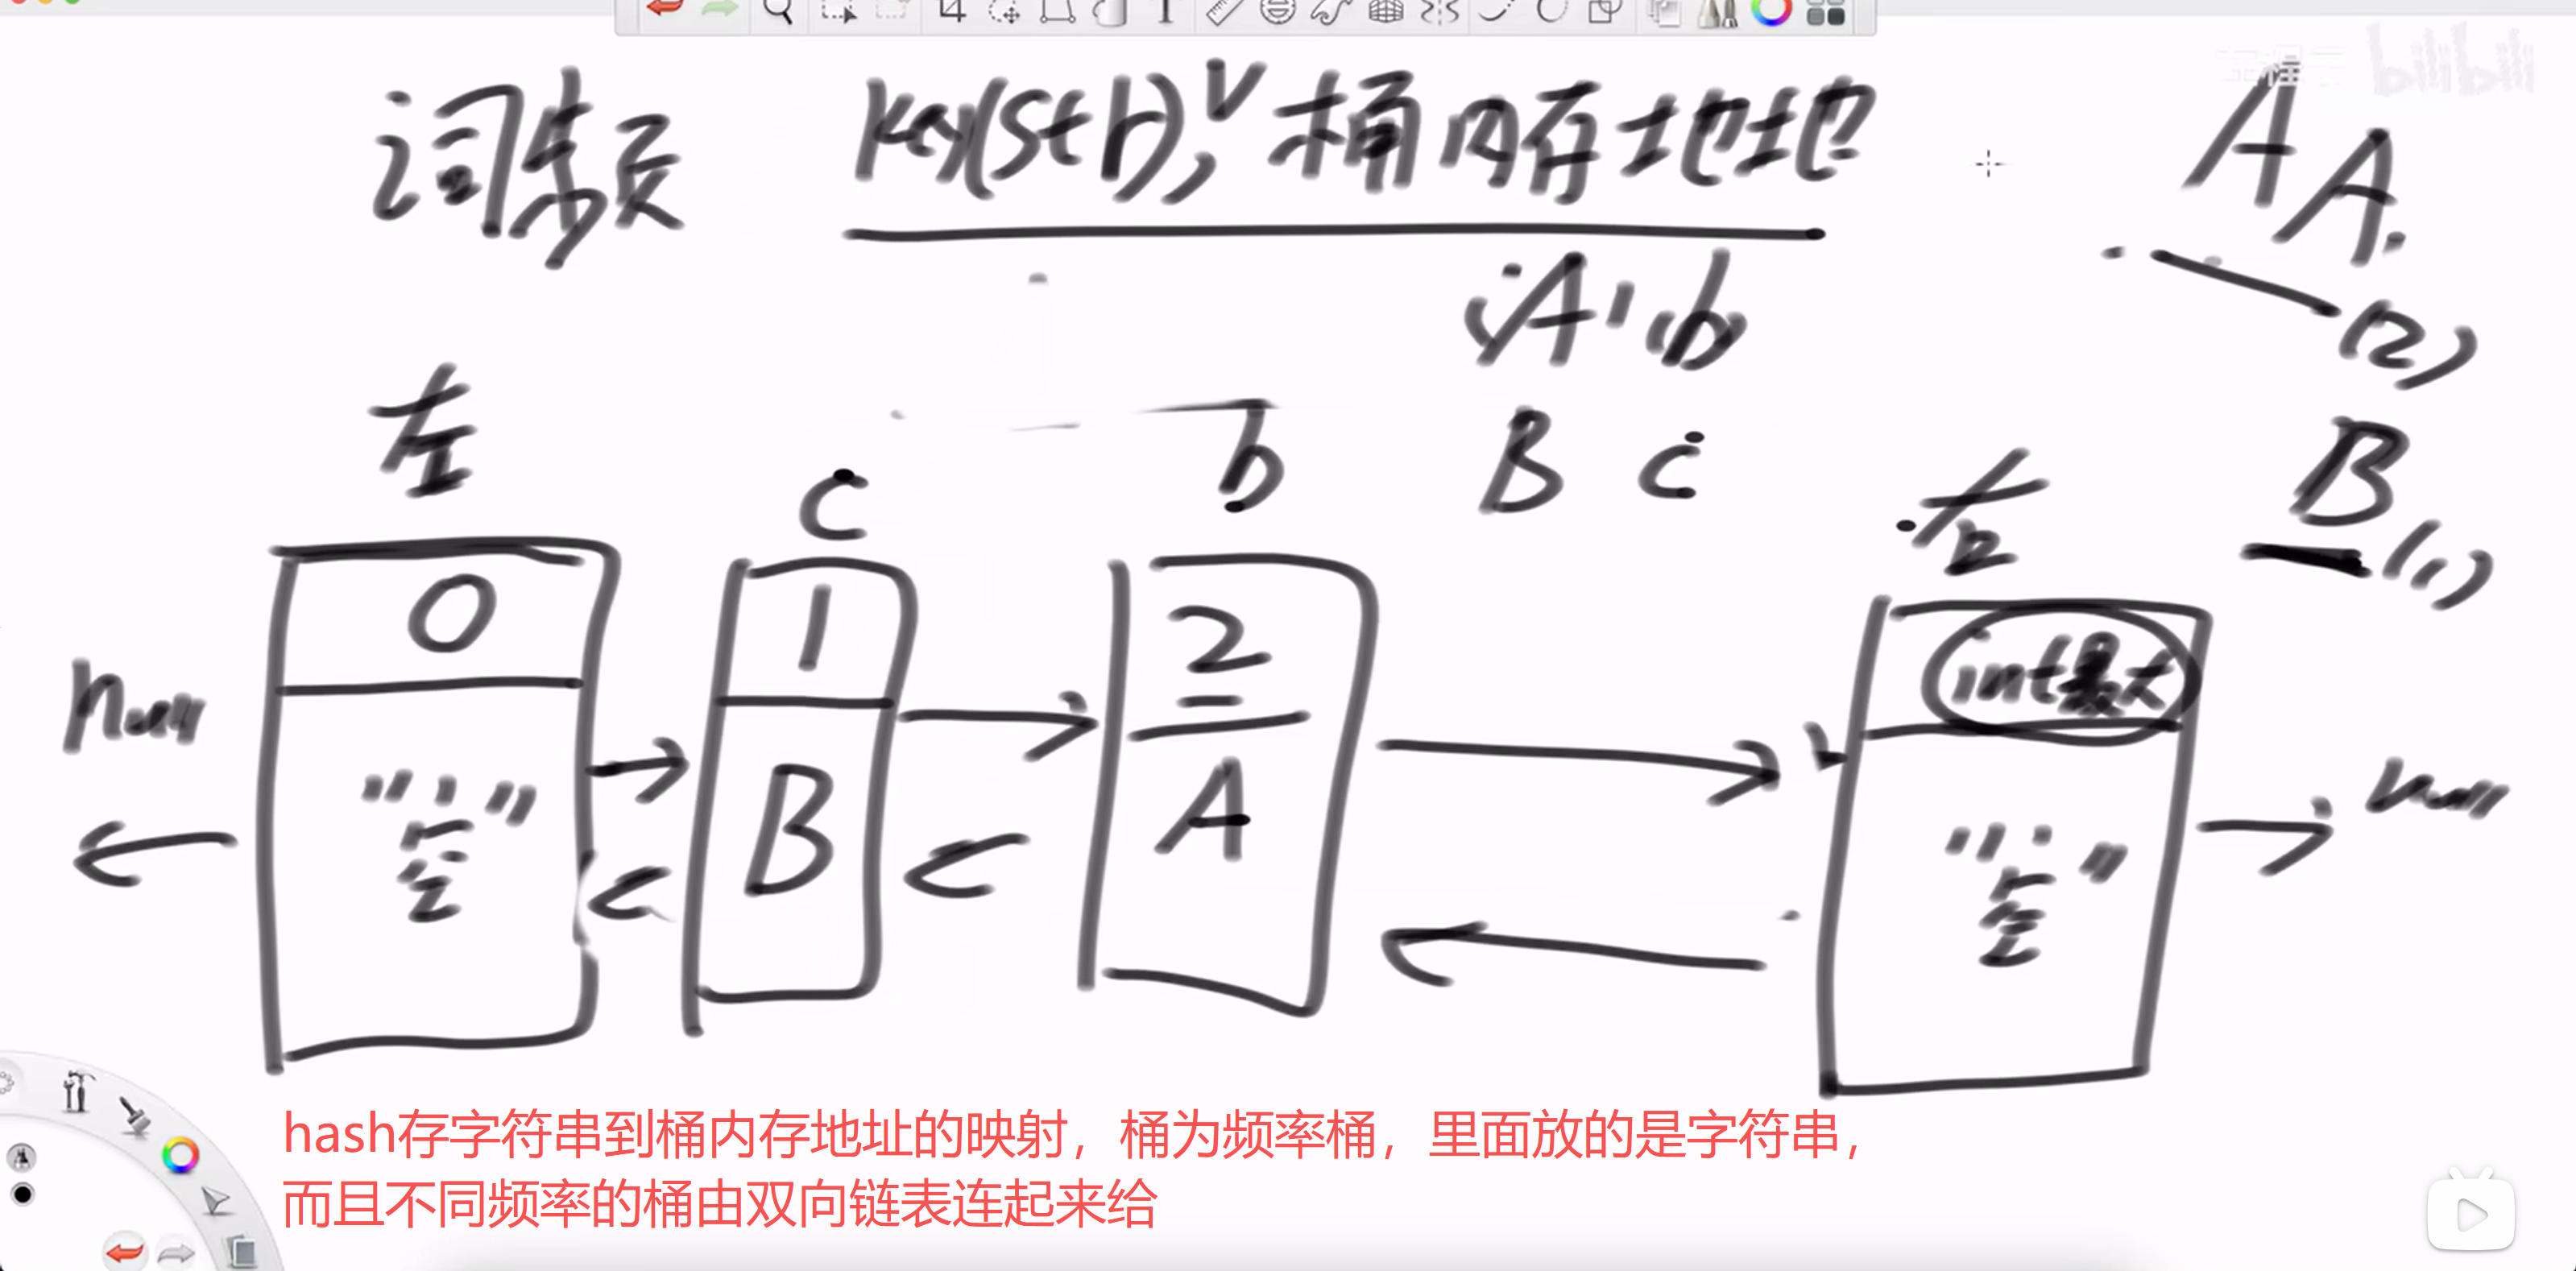 bilibili
词频 key(str), V 桶内存地址
A
A
(2)
A, b
左 c b B c 右 B
(1)
0 1 2 int最大
null null
"空" B A "空"
hash存字符串到桶内存地址的映射，桶为频率桶，里面放的是字符串，
而且不同频率的桶由双向链表连起来给